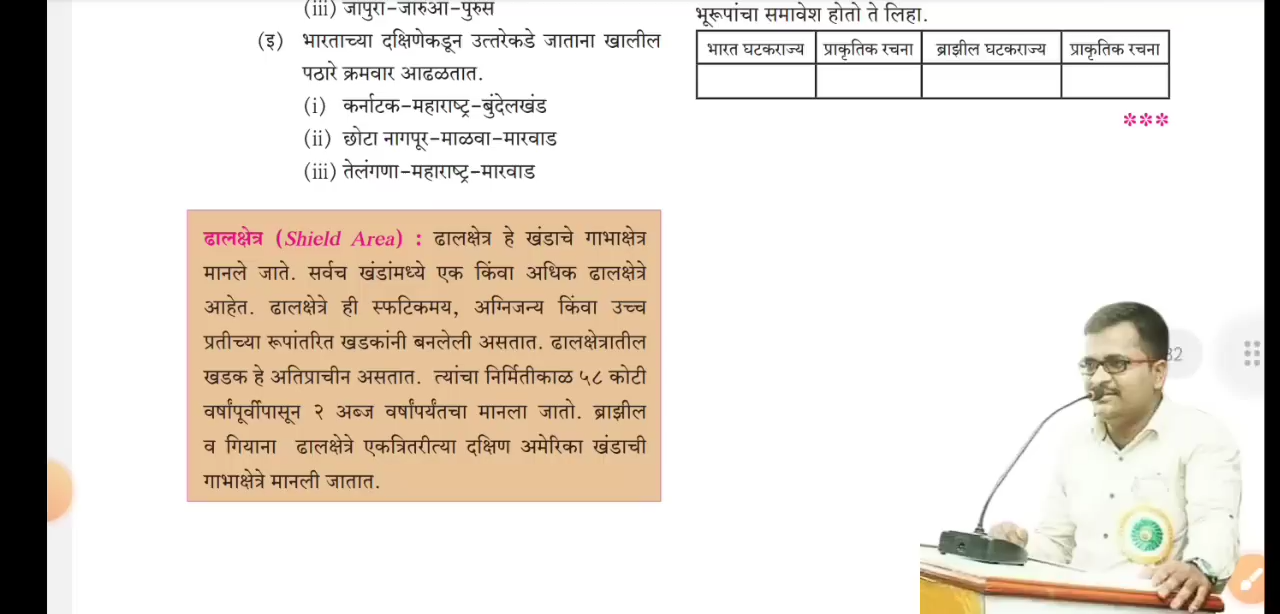 (iii) जापुरा-जारुआ-पुरुस
(इ) भारताच्या दक्षिणेकडून उत्तरेकडे जाताना खालील
पठारे क्रमवार आढळतात.
(i) कर्नाटक-महाराष्ट्र-बुंदेलखंड
(ii) छोटा नागपूर-माळवा-मारवाड
(iii) तेलंगणा-महाराष्ट्र-मारवाड
ढालक्षेत्र (Shield Area) : ढालक्षेत्र हे खंडाचे गाभाक्षेत्र
मानले जाते. सर्वच खंडांमध्ये एक किंवा अधिक ढालक्षेत्रे
आहेत. ढालक्षेत्रे ही स्फटिकमय, अग्निजन्य किंवा उच्च
प्रतीच्या रूपांतरित खडकांनी बनलेली असतात. ढालक्षेत्रातील
खडक हे अतिप्राचीन असतात. त्यांचा निर्मितीकाळ ५८ कोटी
वर्षांपूर्वीपासून २ अब्ज वर्षांपर्यंतचा मानला जातो. ब्राझील
व गियाना ढालक्षेत्रे एकत्रितरीत्या दक्षिण अमेरिका खंडाची
गाभाक्षेत्रे मानली जातात.
भूरूपांचा समावेश होतो ते लिहा.
भारत घटकराज्य प्राकृतिक रचना ब्राझील घटकराज्य प्राकृतिक रचना
***